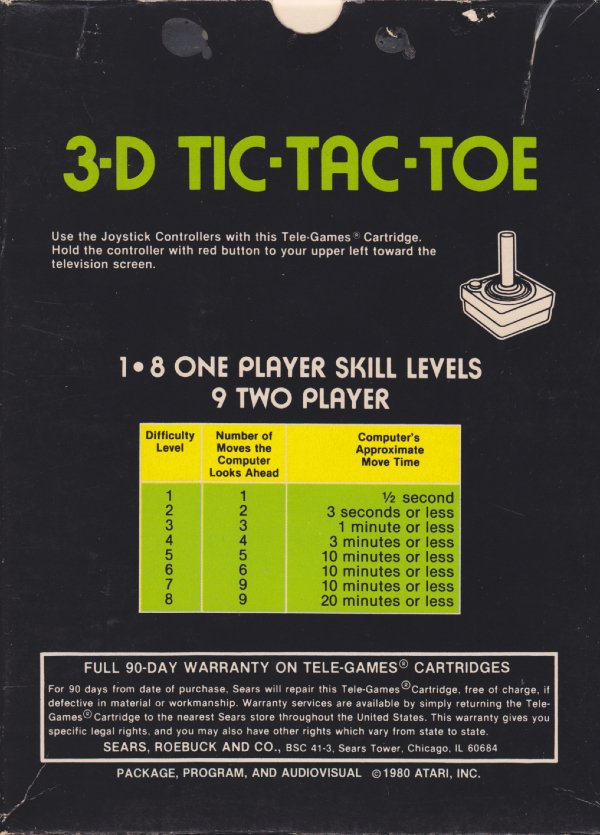 3-D TIC-TAC-TOE
Use the Joystick Controllers with this Tele-Games® Cartridge.
Hold the controller with red button to your upper left toward the
television screen.
1•8 ONE PLAYER SKILL LEVELS
9 TWO PLAYER
Difficulty Level | Number of Moves the Computer Looks Ahead | Computer's Approximate Move Time
1 1 ½ second
2 2 3 seconds or less
3 3 1 minute or less
4 4 3 minutes or less
5 5 10 minutes or less
6 6 10 minutes or less
7 9 10 minutes or less
8 9 20 minutes or less
FULL 90-DAY WARRANTY ON TELE-GAMES® CARTRIDGES
For 90 days from date of purchase, Sears will repair this Tele-Games® Cartridge, free of charge, if
defective in material or workmanship. Warranty services are available by simply returning the Tele-
Games® Cartridge to the nearest Sears store throughout the United States. This warranty gives you
specific legal rights, and you may also have other rights which vary from state to state.
SEARS, ROEBUCK AND CO., BSC 41-3, Sears Tower, Chicago, IL 60684
PACKAGE, PROGRAM, AND AUDIOVISUAL ©1980 ATARI, INC.